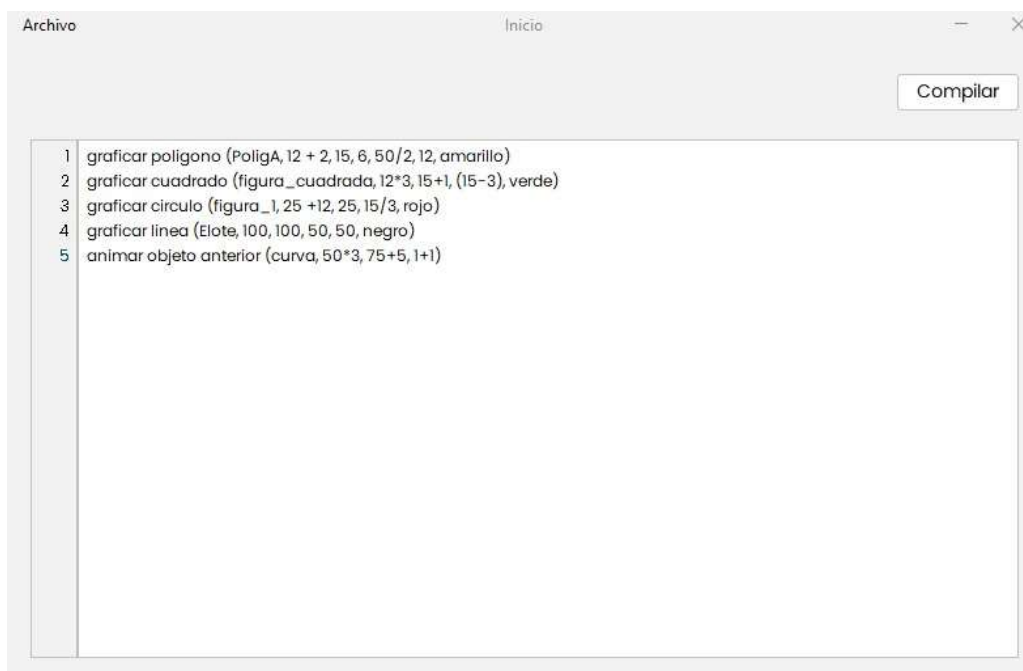 Archivo Inicio
Compilar
1 graficar poligono (PoligA, 12 + 2, 15, 6, 50/2, 12, amarillo)
2 graficar cuadrado (figura_cuadrada, 12*3, 15+1, (15-3), verde)
3 graficar circulo (figura_1, 25 +12, 25, 15/3, rojo)
4 graficar linea (Elote, 100, 100, 50, 50, negro)
5 animar objeto anterior (curva, 50*3, 75+5, 1+1)